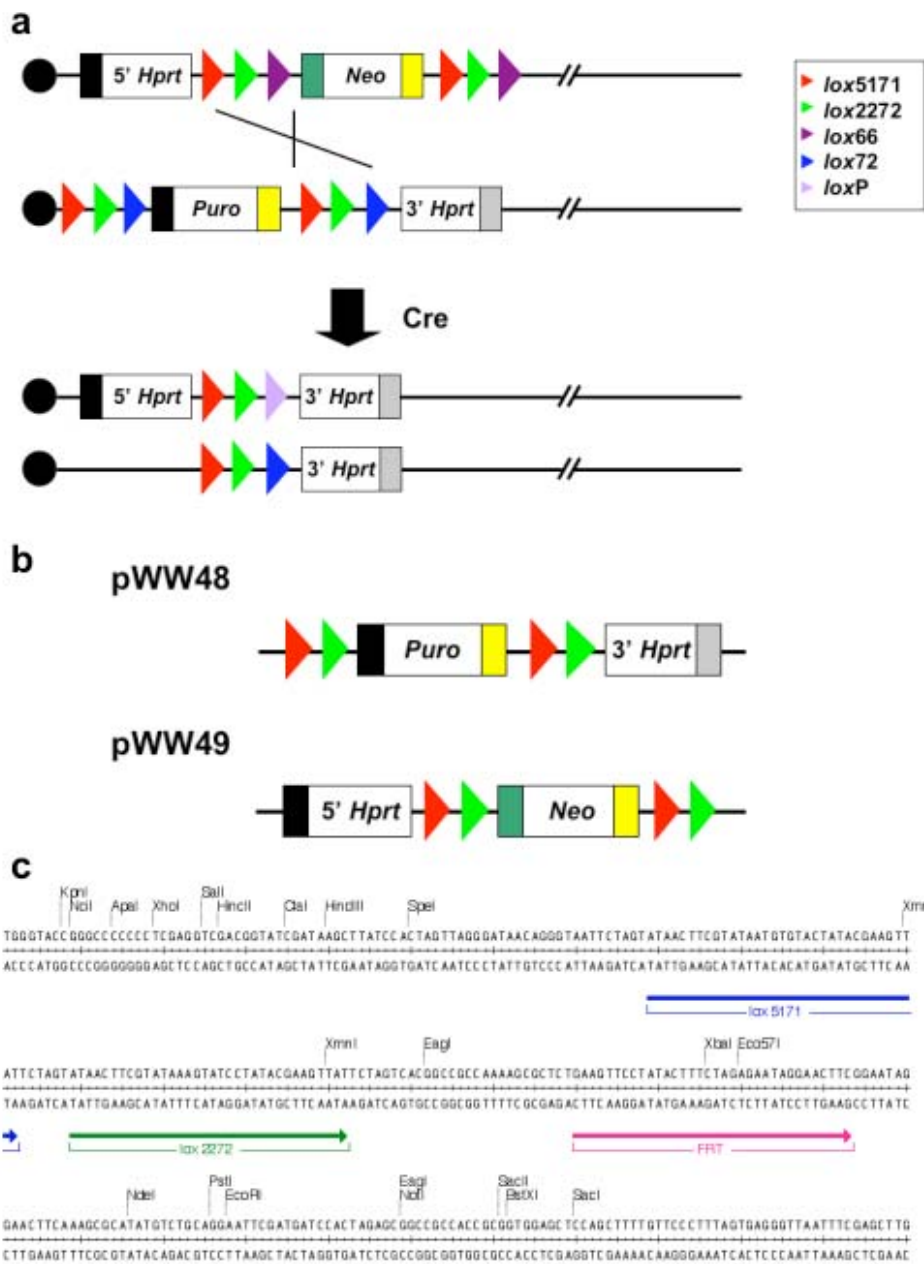 a
5' Hprt
Neo
lox5171
lox2272
lox66
lox72
loxP
Puro
3' Hprt
Cre
5' Hprt
3' Hprt
3' Hprt
b
pWW48
Puro
3' Hprt
pWW49
5' Hprt
Neo
c
KpnI
NciI
ApaI
XhoI
SalI
HincII
ClaI
HindIII
SpeI
TGGGTACCGGGCCCCCCCTCGAGGTCGACGGTATCGATAAGCTTATCCACTAGTTAGGGATAACAGGGTAATTCTAGTATAACTTCGTATAATGTGTACTATACGAAGTT
ACCCATGGCCCGGGGGGGAGCTCCAGCTGCCATAGCTATTCGAATAGGTGATCAATCCCTATTGTCCCATTAAGATCATATTGAAGCATATTACACATGATATGCTTCAA
lox 5171
XmnI
EagI
XbaI
Eco57I
ATTCTAGTATAACTTCGTATAAAGTATCCTATACGAAGTTATTCTAGTCACGGCCGCCAAAAGCGCTCTGAAGTTCCTATACTTTCTAGAGAATAGGAACTTCGGAATAG
TAAGATCATATTGAAGCATATTTCATAGGATATGCTTCAATAAGATCAGTGCCGGCGGTTTTCGCGAGACTTCAAGGATATGAAAGATCTCTTATCCTTGAAGCCTTATC
lox 2272
FRT
NdeI
PstI
EcoRI
EagI
NotI
SacII
BstXI
SacI
GAACTTCAAAGCGCATATGTCTGCAGGAATTCGATGATCCACTAGAGCGGCCGCCACCGCGGTGGAGCTCCAGCTTTTGTTCCCTTTAGTGAGGGTTAATTTCGAGCTTG
CTTGAAGTTTCGCGTATACAGACGTCCTTAAGCTACTAGGTGATCTCGCCGGCGGTGGCGCCACCTCGAGGTCGAAAACAAGGGAAATCACTCCCAATTAAAGCTCGAAC